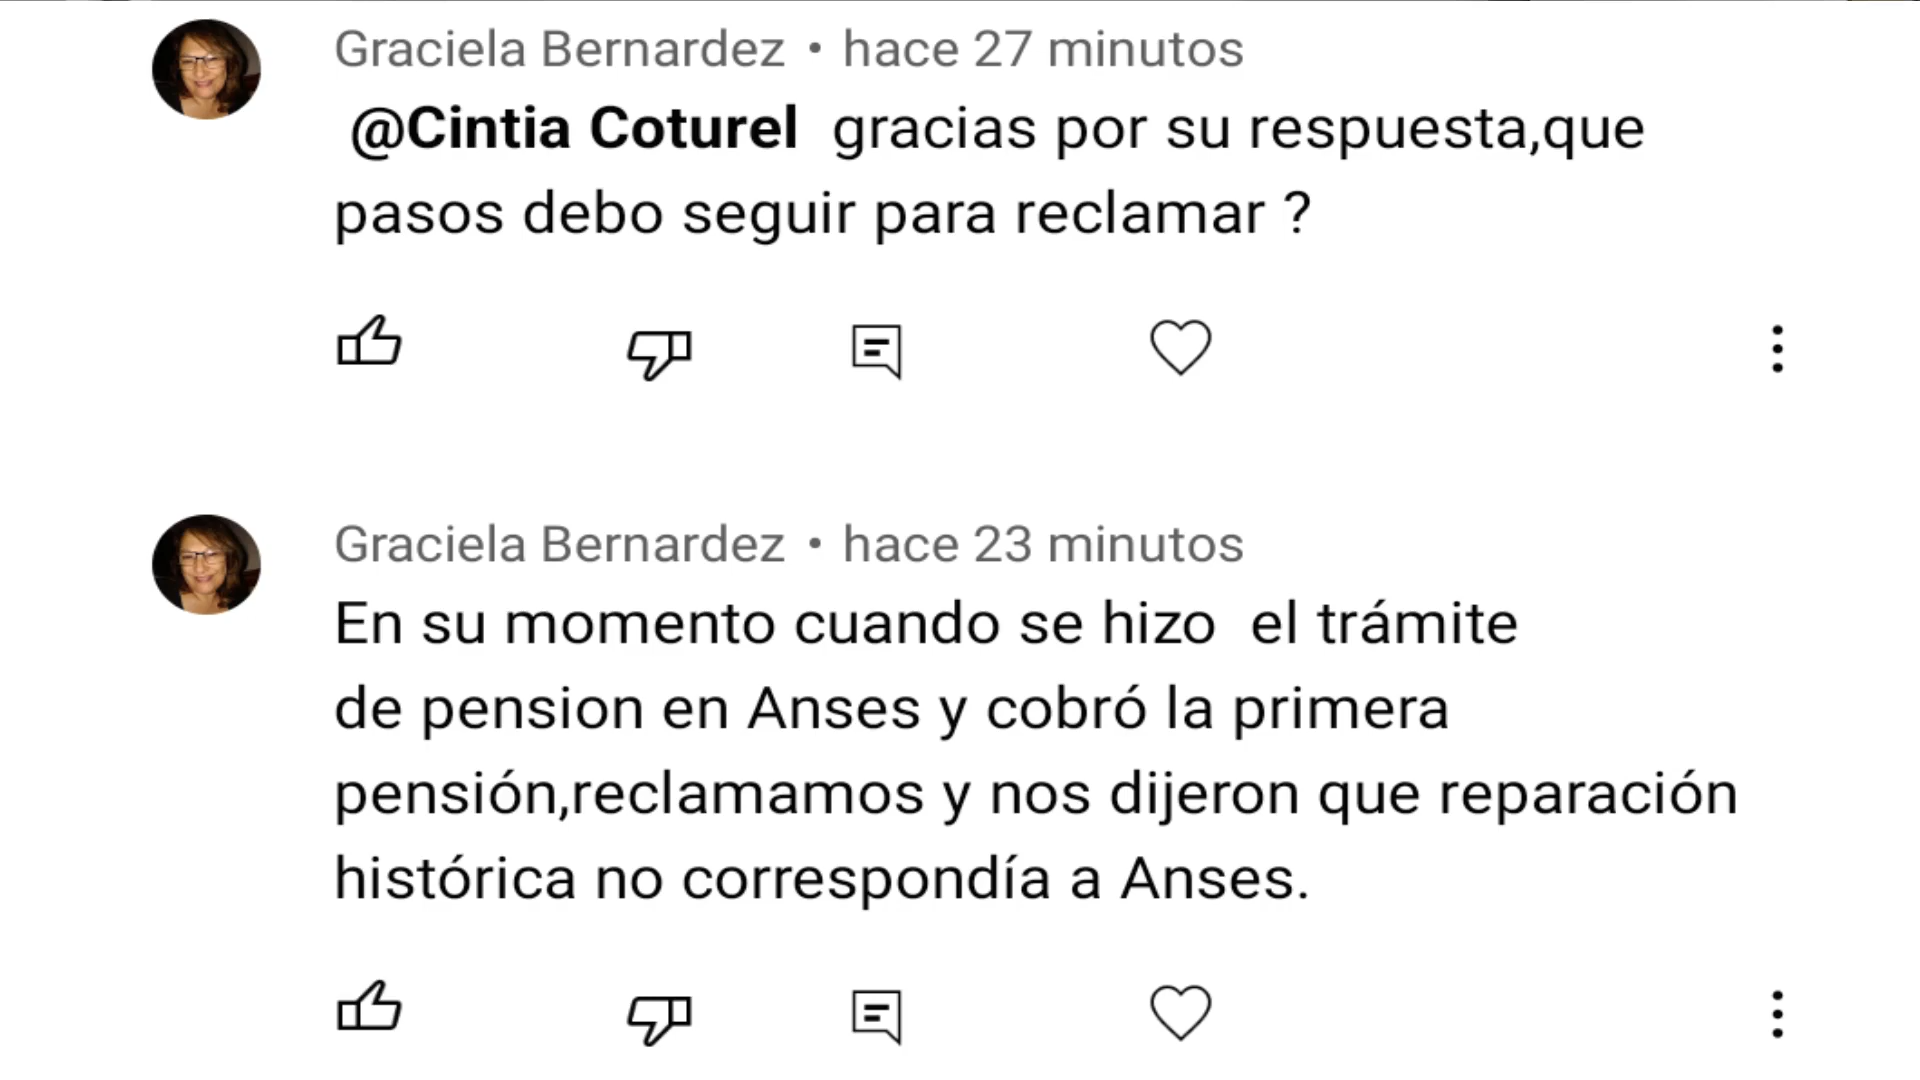 Graciela Bernardez • hace 27 minutos
@Cintia Coturel  gracias por su respuesta,que
pasos debo seguir para reclamar ?
Graciela Bernardez • hace 23 minutos
En su momento cuando se hizo  el trámite
de pension en Anses y cobró la primera
pensión,reclamamos y nos dijeron que reparación
histórica no correspondía a Anses.